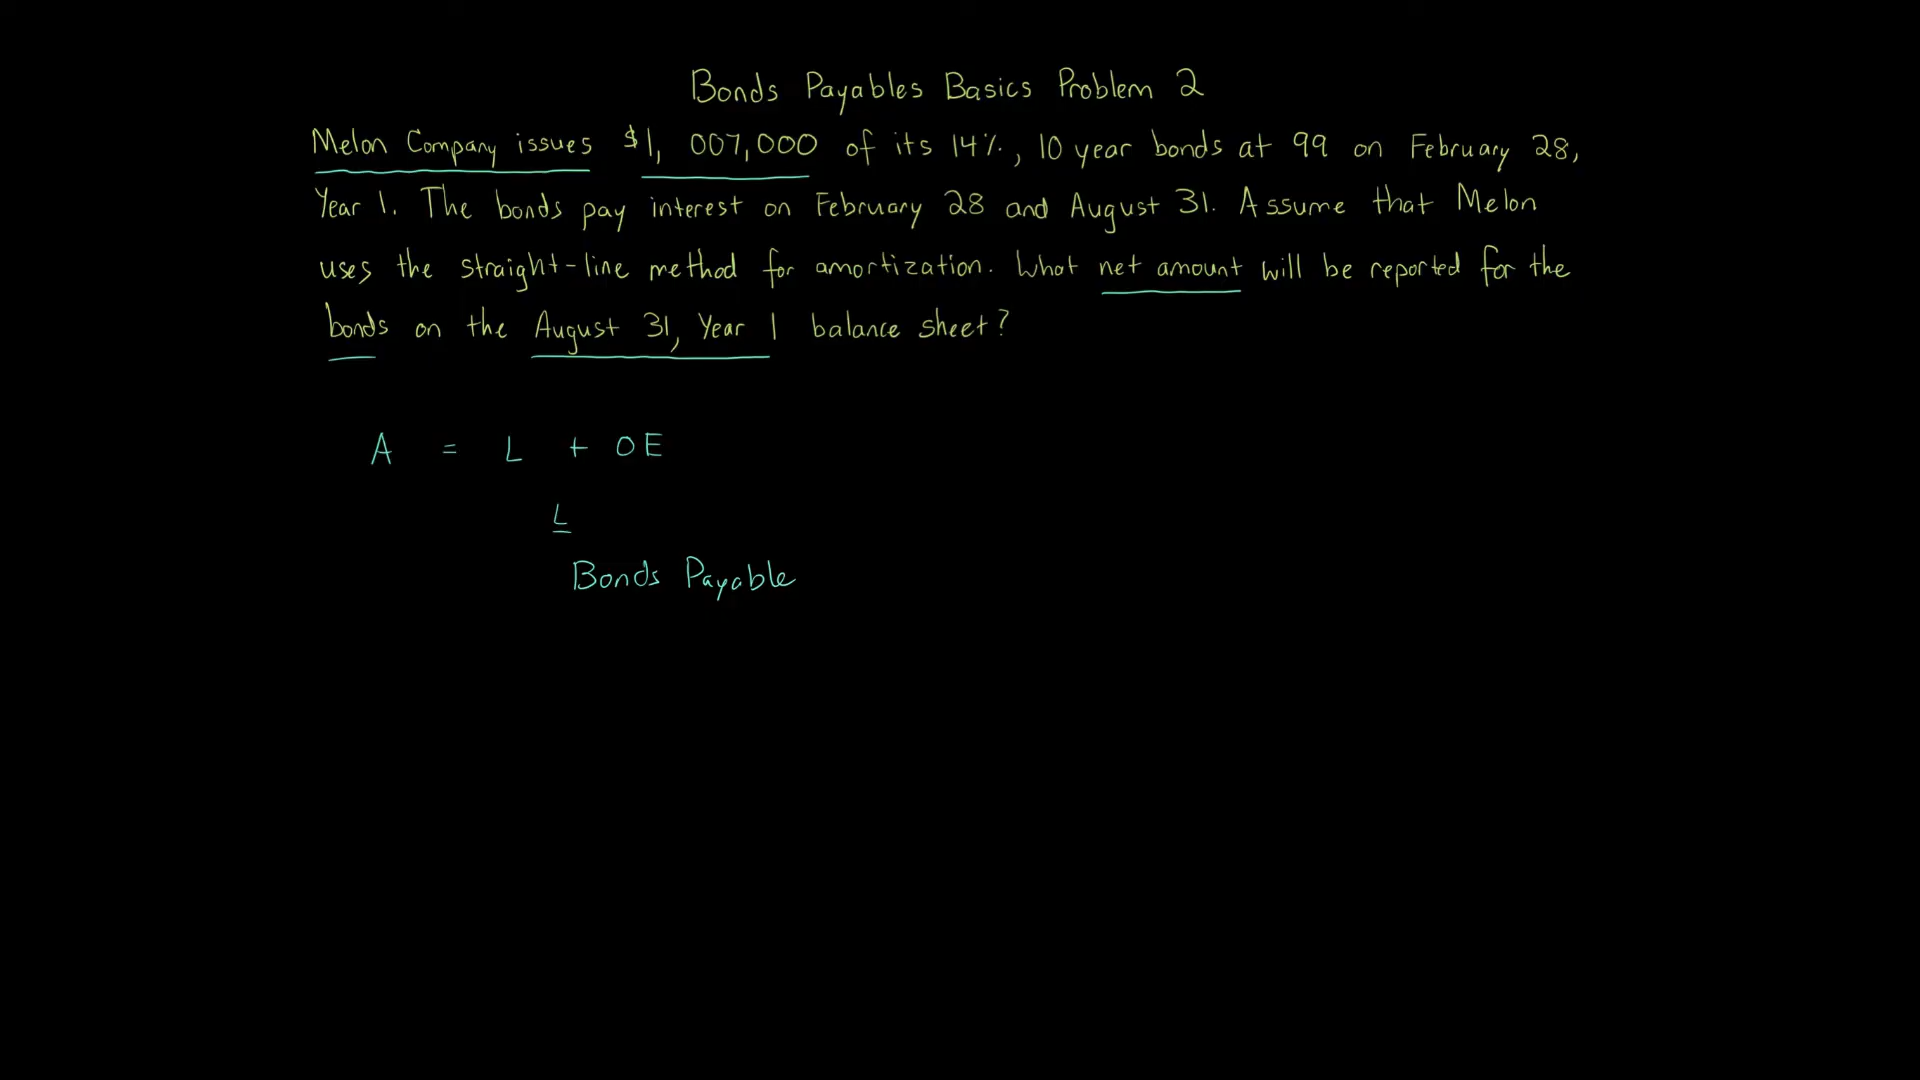 Bonds Payables Basics Problem 2
Melon Company issues $1, 007,000 of its 14%, 10 year bonds at 99 on February 28,
Year 1. The bonds pay interest on February 28 and August 31. Assume that Melon
uses the straight-line method for amortization. What net amount will be reported for the
bonds on the August 31, Year 1 balance sheet?
A = L + OE
L
Bonds Payable